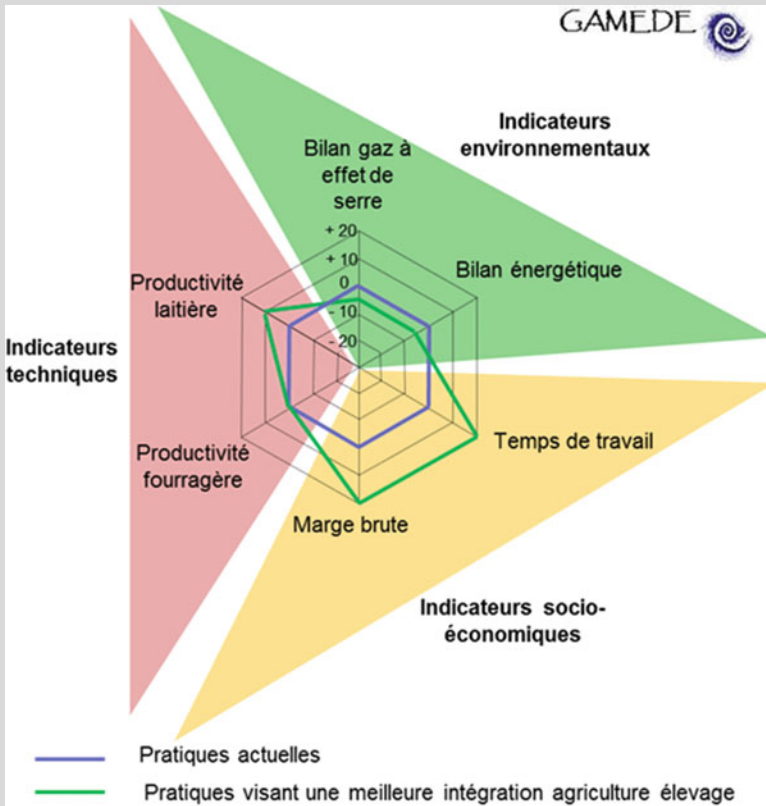 GAMEDE
Indicateurs
environnementaux
Bilan gaz à
effet de
serre
+ 20
+ 10
0
- 10
- 20
Bilan énergétique
Productivité
laitière
Indicateurs
techniques
Productivité
fourragère
Temps de travail
Marge brute
Indicateurs socio-
économiques
Pratiques actuelles
Pratiques visant une meilleure intégration agriculture élevage